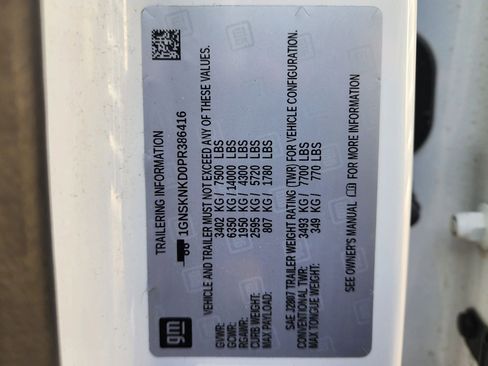 TRAILERING INFORMATION
1GNSKNKD0PR386416
VEHICLE AND TRAILER MUST NOT EXCEED ANY OF THESE VALUES.
GVWR: 3402 KG / 7500 LBS
GCWR: 6350 KG / 14000 LBS
RGAWR: 1950 KG / 4300 LBS
CURB WEIGHT: 2595 KG / 5720 LBS
MAX PAYLOAD: 807 KG / 1780 LBS
SAE J2807 TRAILER WEIGHT RATING (TWR) FOR VEHICLE CONFIGURATION.
CONVENTIONAL TWR: 3493 KG / 7700 LBS
MAX TONGUE WEIGHT: 349 KG / 770 LBS
SEE OWNER'S MANUAL FOR MORE INFORMATION
gm
GM